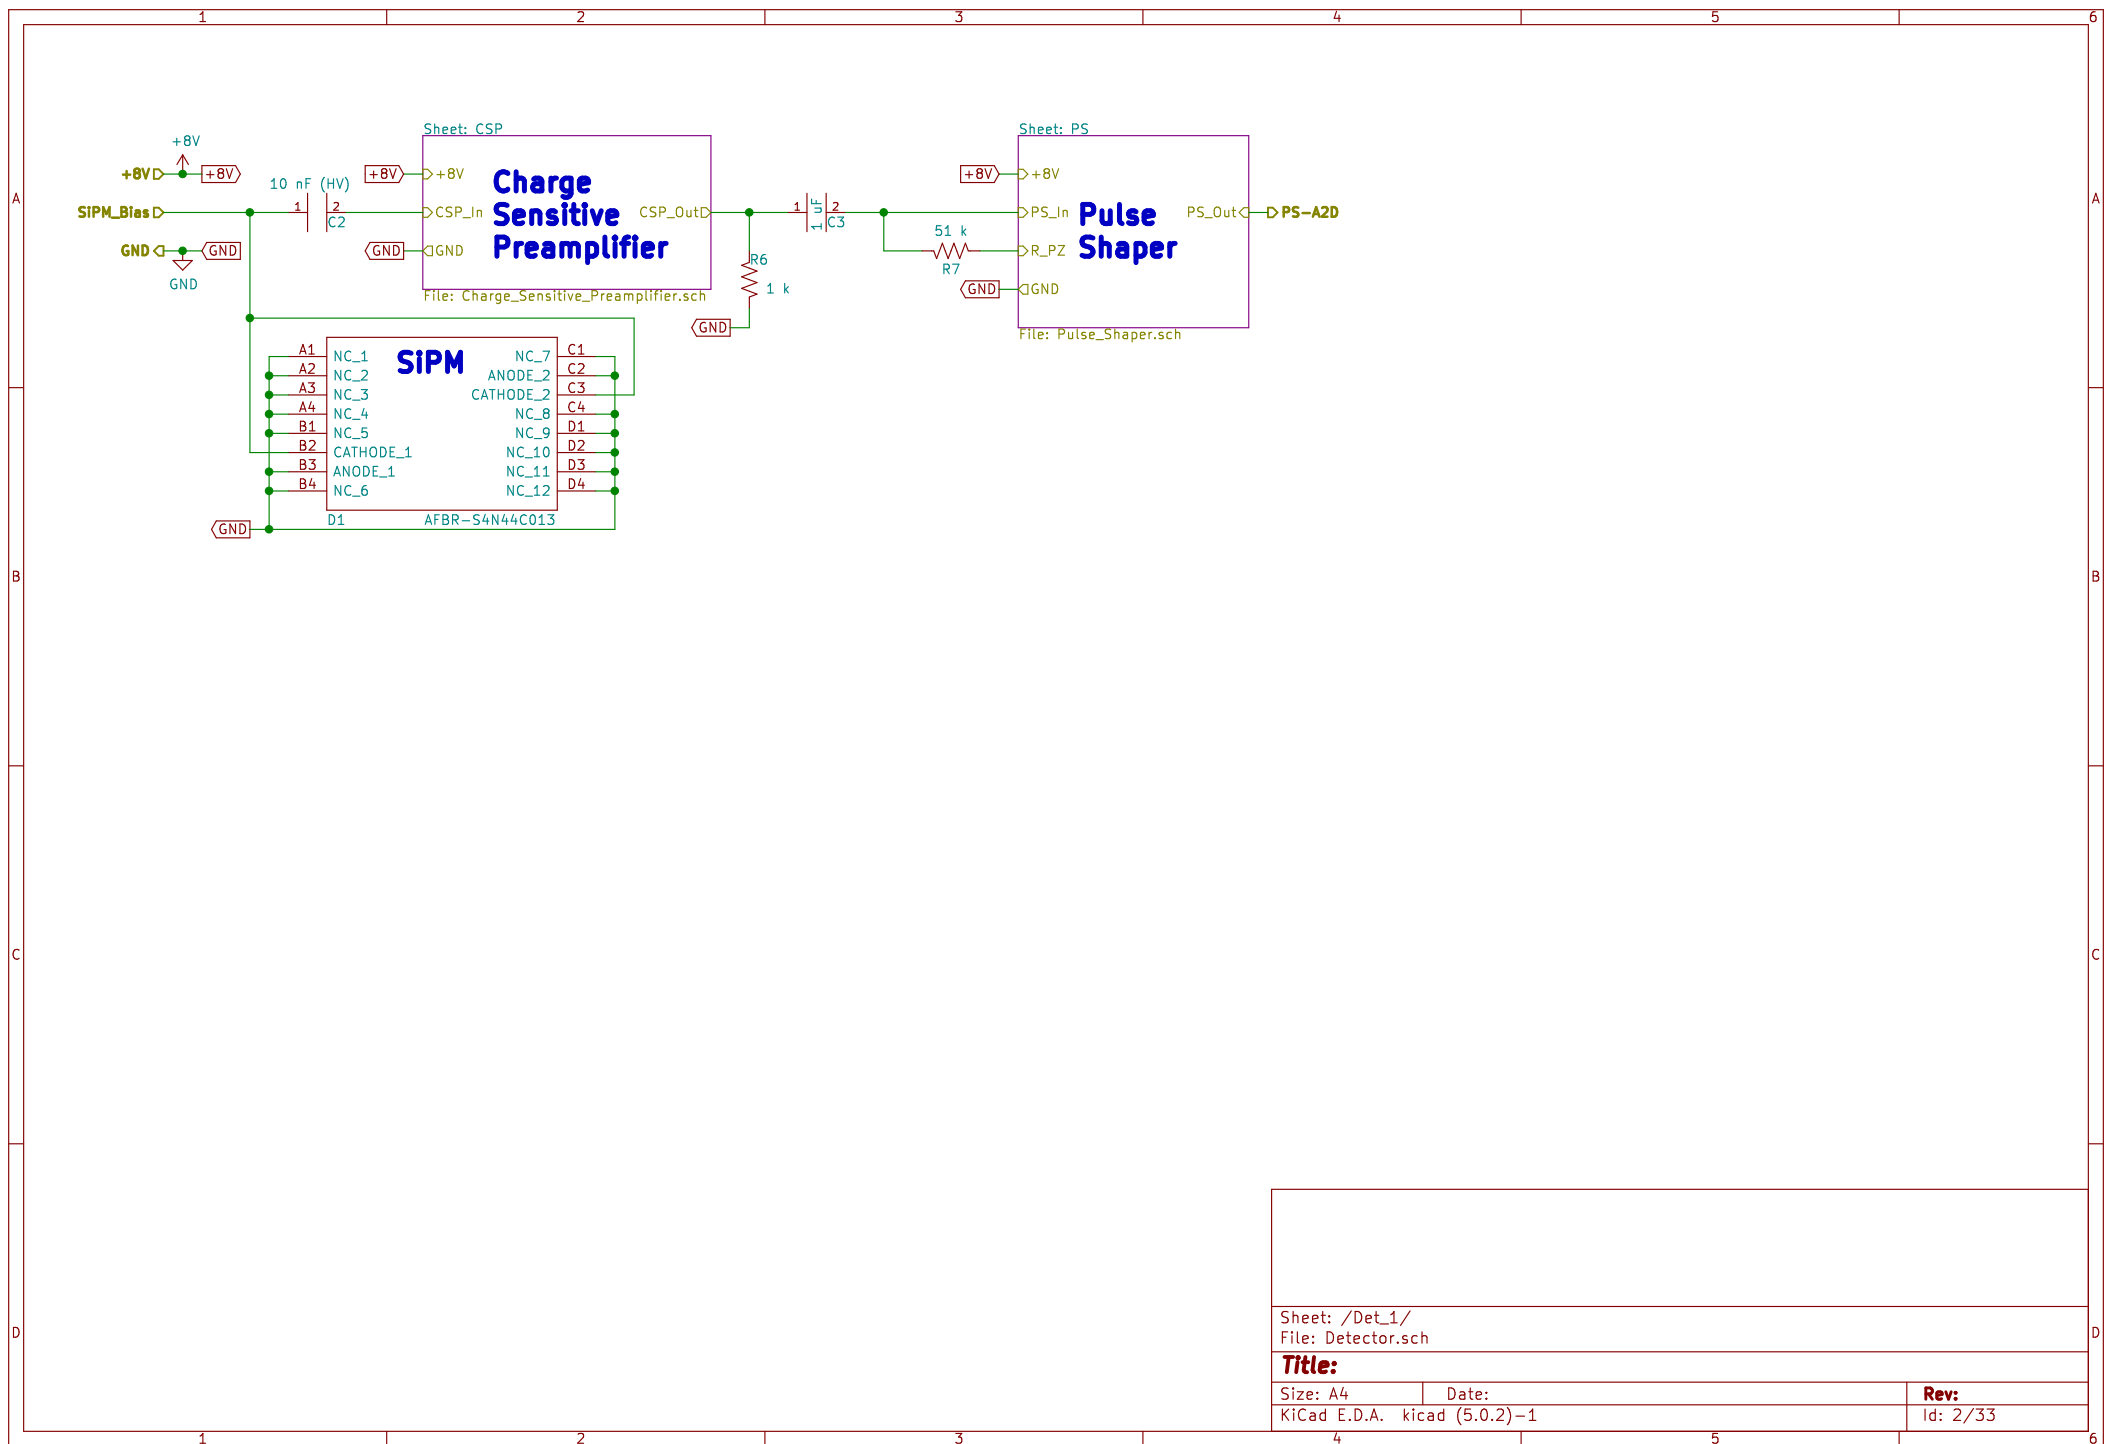 1 2 3 4 5 6
A A
B B
C C
D D
1 2 3 4 5 6
+8V
+8V +8V
SiPM_Bias
GND GND
GND
10 nF (HV)
1 2
C2
Sheet: CSP
+8V +8V
CSP_In CSP_Out
GND GND
Charge
Sensitive
Preamplifier
File: Charge_Sensitive_Preamplifier.sch
R6
1 k
GND
1 2
1 uF
C3
51 k
R7
Sheet: PS
+8V +8V
PS_In PS_Out PS-A2D
R_PZ
GND GND
Pulse
Shaper
File: Pulse_Shaper.sch
SiPM
A1 NC_1 NC_7 C1
A2 NC_2 ANODE_2 C2
A3 NC_3 CATHODE_2 C3
A4 NC_4 NC_8 C4
B1 NC_5 NC_9 D1
B2 CATHODE_1 NC_10 D2
B3 ANODE_1 NC_11 D3
B4 NC_6 NC_12 D4
D1 AFBR-S4N44C013
GND
Sheet: /Det_1/
File: Detector.sch
Title:
Size: A4 Date: Rev:
KiCad E.D.A. kicad (5.0.2)-1 Id: 2/33